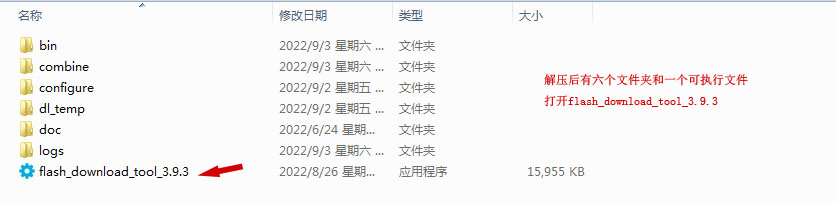 名称 修改日期 类型 大小
bin 2022/9/3 星期六 ... 文件夹
combine 2022/9/3 星期六 ... 文件夹
configure 2022/9/2 星期五 ... 文件夹
dl_temp 2022/9/2 星期五 ... 文件夹
doc 2022/6/24 星期... 文件夹
logs 2022/9/3 星期六 ... 文件夹
flash_download_tool_3.9.3 2022/8/26 星期... 应用程序 15,955 KB
解压后有六个文件夹和一个可执行文件
打开flash_download_tool_3.9.3